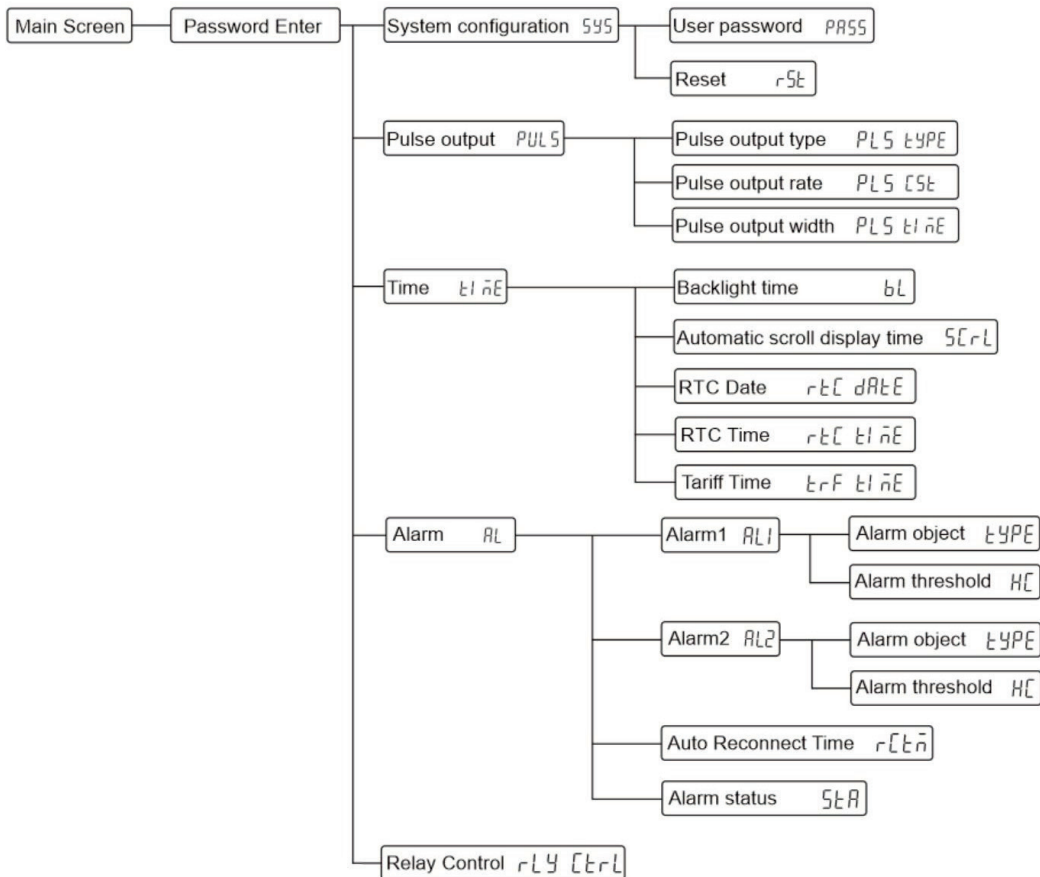 Main Screen
Password Enter
System configuration SYS
User password PASS
Reset rSt
Pulse output PULS
Pulse output type PLS tYPE
Pulse output rate PLS CSt
Pulse output width PLS tImE
Time tImE
Backlight time bL
Automatic scroll display time SCrL
RTC Date rtC dAtE
RTC Time rtC tImE
Tariff Time trF tImE
Alarm AL
Alarm1 AL1
Alarm object tYPE
Alarm threshold HC
Alarm2 AL2
Alarm object tYPE
Alarm threshold HC
Auto Reconnect Time rCtm
Alarm status StA
Relay Control rLY CtrL